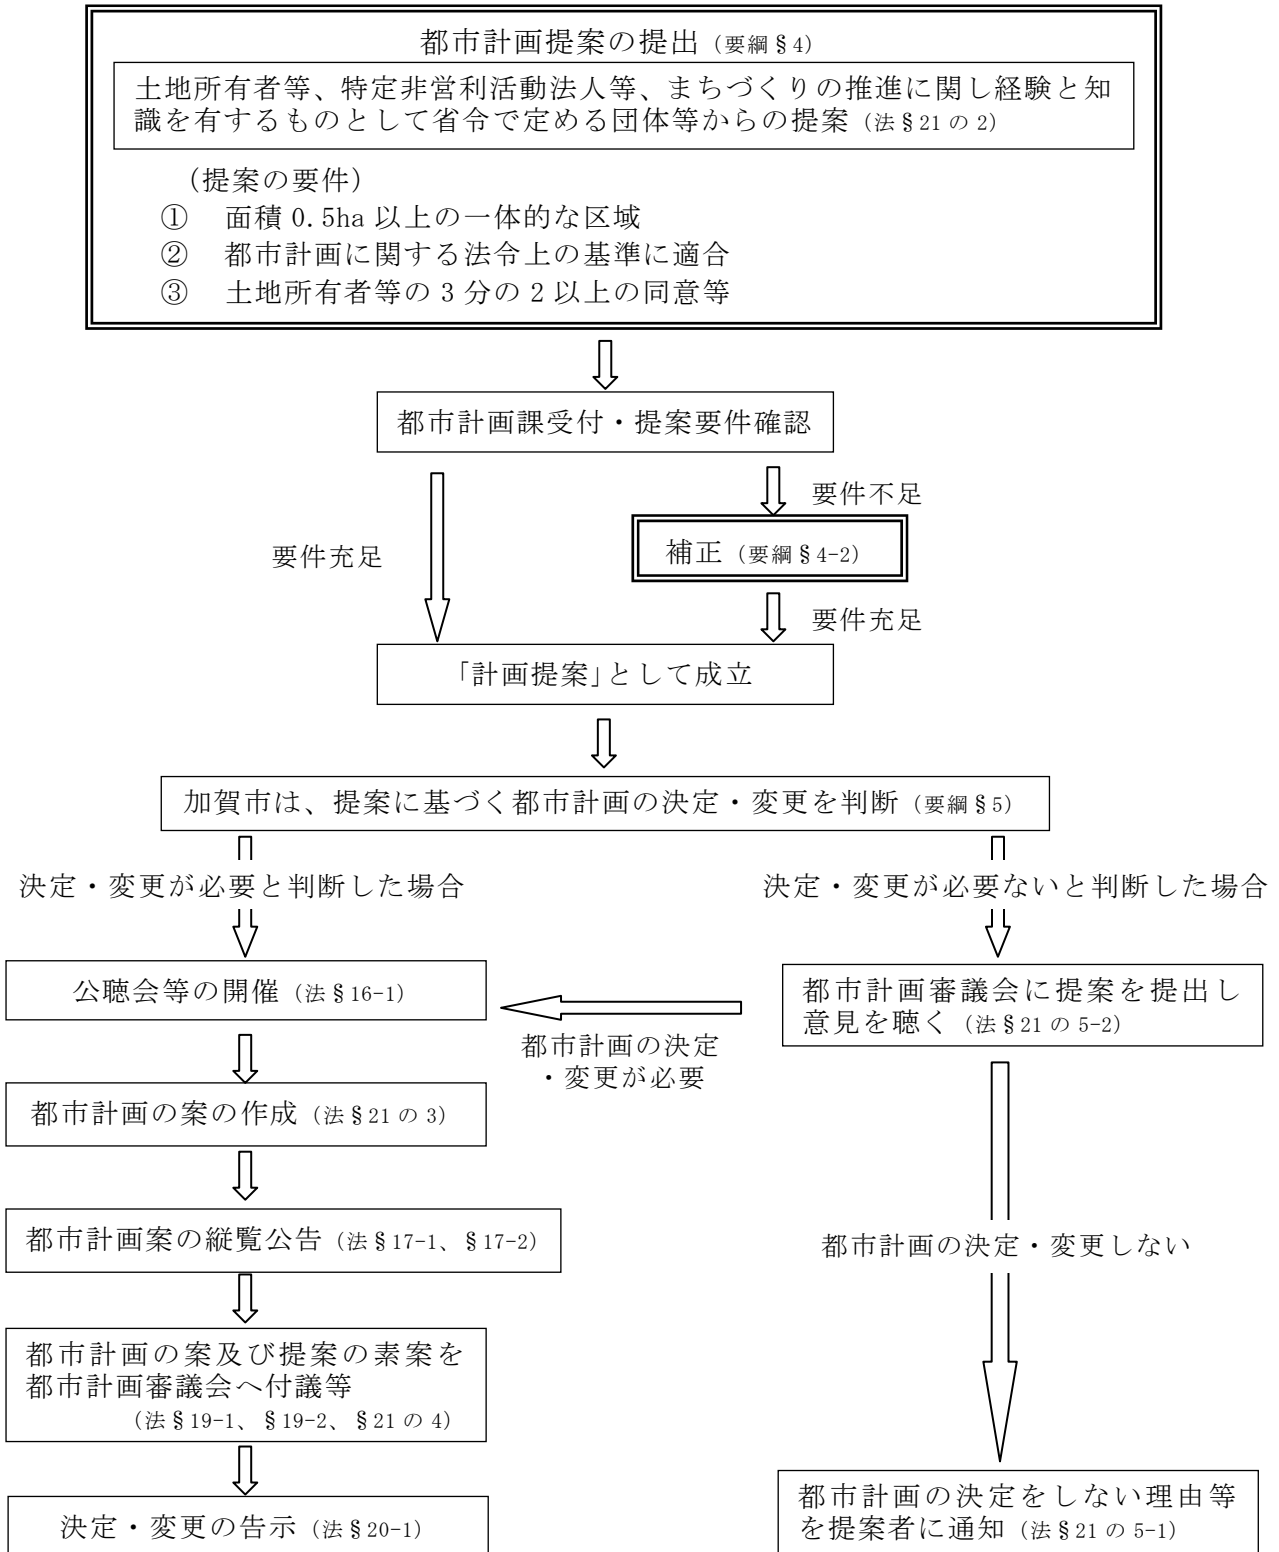 都市計画提案の提出（要綱§4）
土地所有者等、特定非営利活動法人等、まちづくりの推進に関し経験と知
識を有するものとして省令で定める団体等からの提案（法§21の2）
（提案の要件）
① 面積0.5ha以上の一体的な区域
② 都市計画に関する法令上の基準に適合
③ 土地所有者等の3分の2以上の同意等
都市計画課受付・提案要件確認
要件不足
要件充足
補正（要綱§4-2）
要件充足
「計画提案」として成立
加賀市は、提案に基づく都市計画の決定・変更を判断（要綱§5）
決定・変更が必要と判断した場合
決定・変更が必要ないと判断した場合
公聴会等の開催（法§16-1）
都市計画審議会に提案を提出し
意見を聴く（法§21の5-2）
都市計画の決定
・変更が必要
都市計画の案の作成（法§21の3）
都市計画案の縦覧公告（法§17-1、§17-2）
都市計画の決定・変更しない
都市計画の案及び提案の素案を
都市計画審議会へ付議等
（法§19-1、§19-2、§21の4）
決定・変更の告示（法§20-1）
都市計画の決定をしない理由等
を提案者に通知（法§21の5-1）